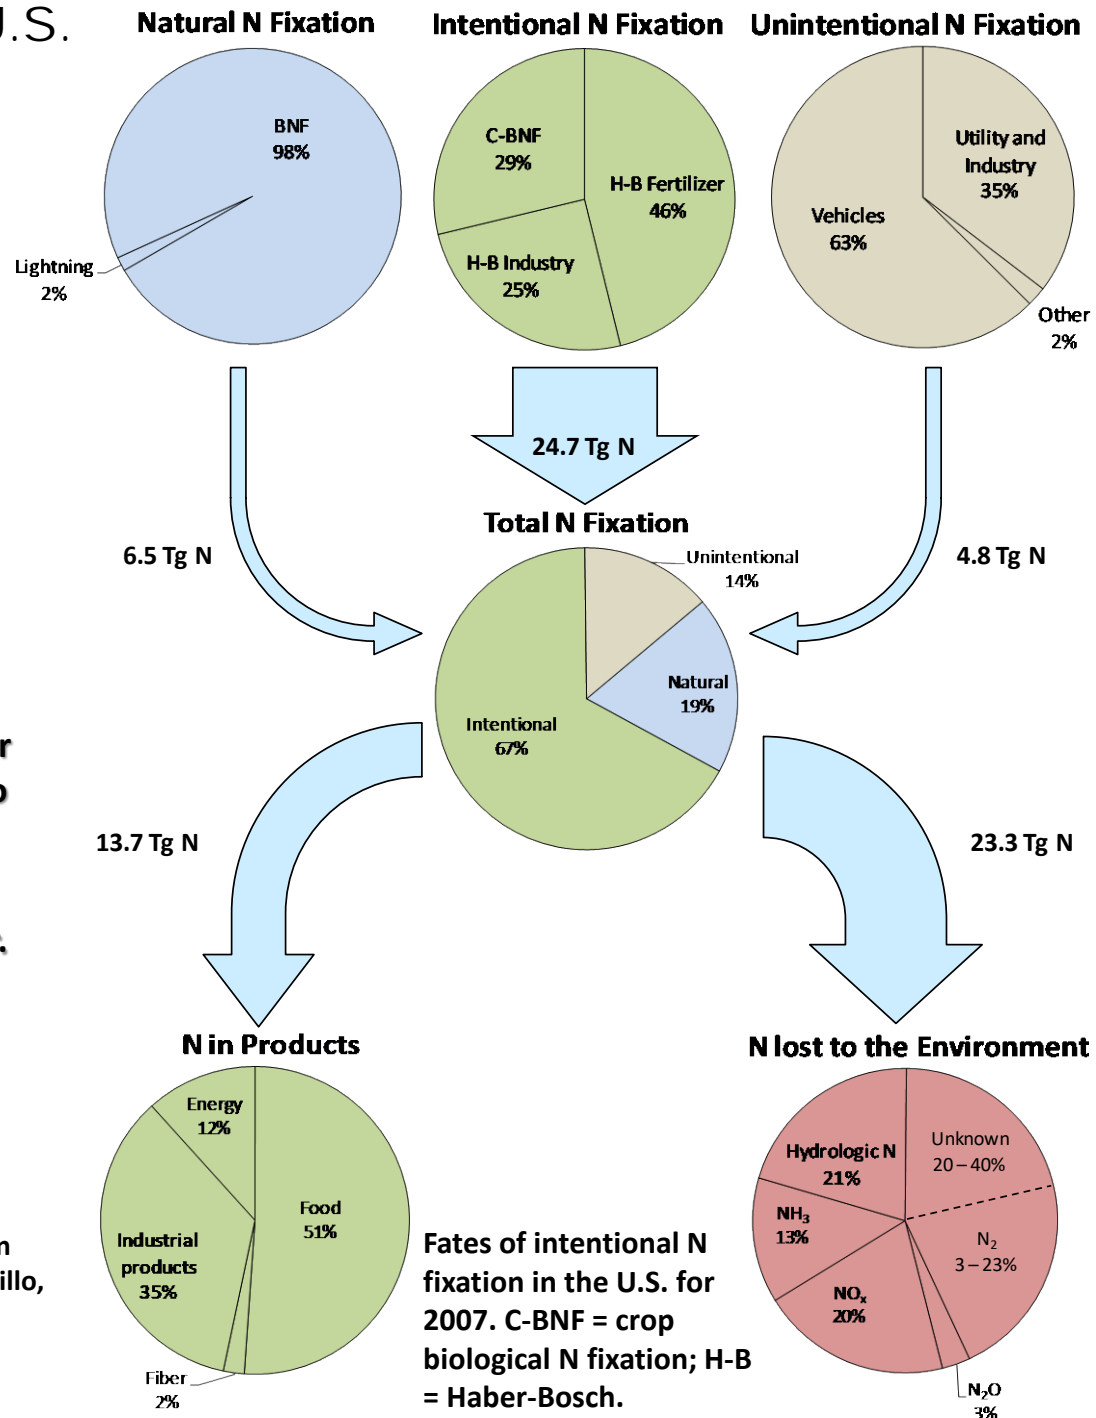 J.S.
Natural N Fixation
Intentional N Fixation
Unintentional N Fixation
BNF
98%
Lightning
2%
C-BNF
29%
H-B Fertilizer
46%
H-B Industry
25%
Utility and
Industry
35%
Vehicles
63%
Other
2%
24.7 Tg N
6.5 Tg N
4.8 Tg N
Total N Fixation
Unintentional
14%
Natural
19%
Intentional
67%
r
13.7 Tg N
23.3 Tg N
.
N in Products
N lost to the Environment
Energy
12%
Food
51%
Industrial
products
35%
Fiber
2%
Hydrologic N
21%
Unknown
20 – 40%
NH₃
13%
N₂
3 – 23%
NOₓ
20%
N₂O
3%
n
illo,
Fates of intentional N
fixation in the U.S. for
2007. C-BNF = crop
biological N fixation; H-B
= Haber-Bosch.